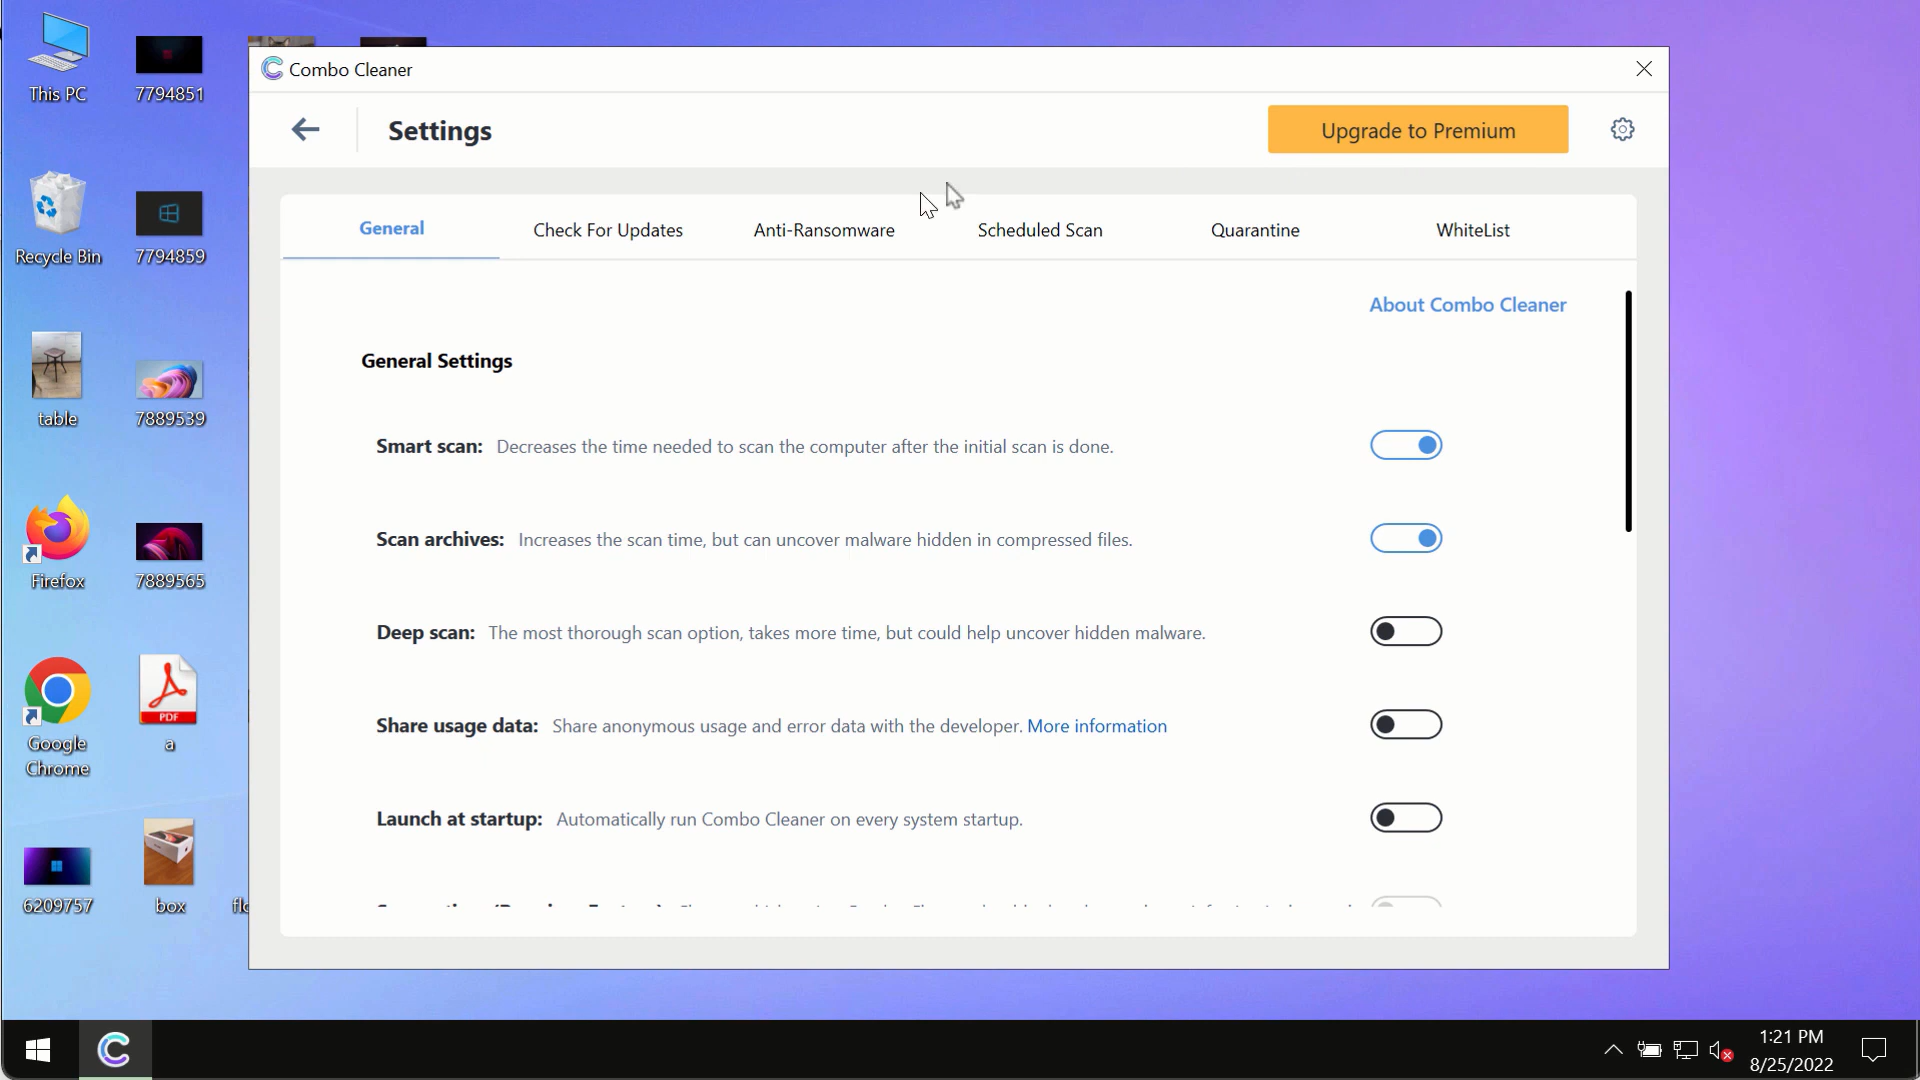 This PC
7794851
Recycle Bin
7794859
table
7889539
Firefox
7889565
Google
Chrome
PDF
a
6209757
box
Combo Cleaner
Settings
Upgrade to Premium
General
Check For Updates
Anti-Ransomware
Scheduled Scan
Quarantine
WhiteList
About Combo Cleaner
General Settings
Smart scan: Decreases the time needed to scan the computer after the initial scan is done.
Scan archives: Increases the scan time, but can uncover malware hidden in compressed files.
Deep scan: The most thorough scan option, takes more time, but could help uncover hidden malware.
Share usage data: Share anonymous usage and error data with the developer. More information
Launch at startup: Automatically run Combo Cleaner on every system startup.
1:21 PM
8/25/2022